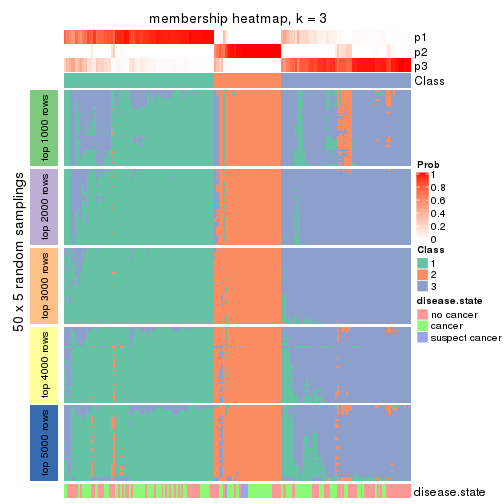 membership heatmap, k = 3
p1
p2
p3
Class
50 x 5 random samplings
top 1000 rows
top 2000 rows
top 3000 rows
top 4000 rows
top 5000 rows
Prob
1
0.8
0.6
0.4
0.2
0
Class
1
2
3
disease.state
no cancer
cancer
suspect cancer
disease.state